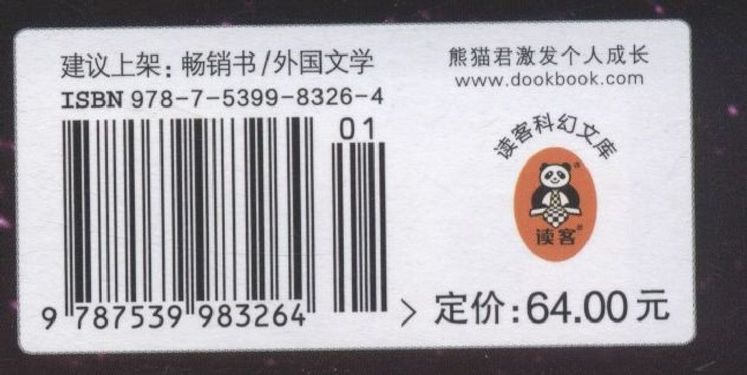 建议上架：畅销书/外国文学
ISBN 978-7-5399-8326-4
01
9 787539 983264 >
熊猫君激发个人成长
www.dookbook.com
读客科幻文库
读客®
定价：64.00元